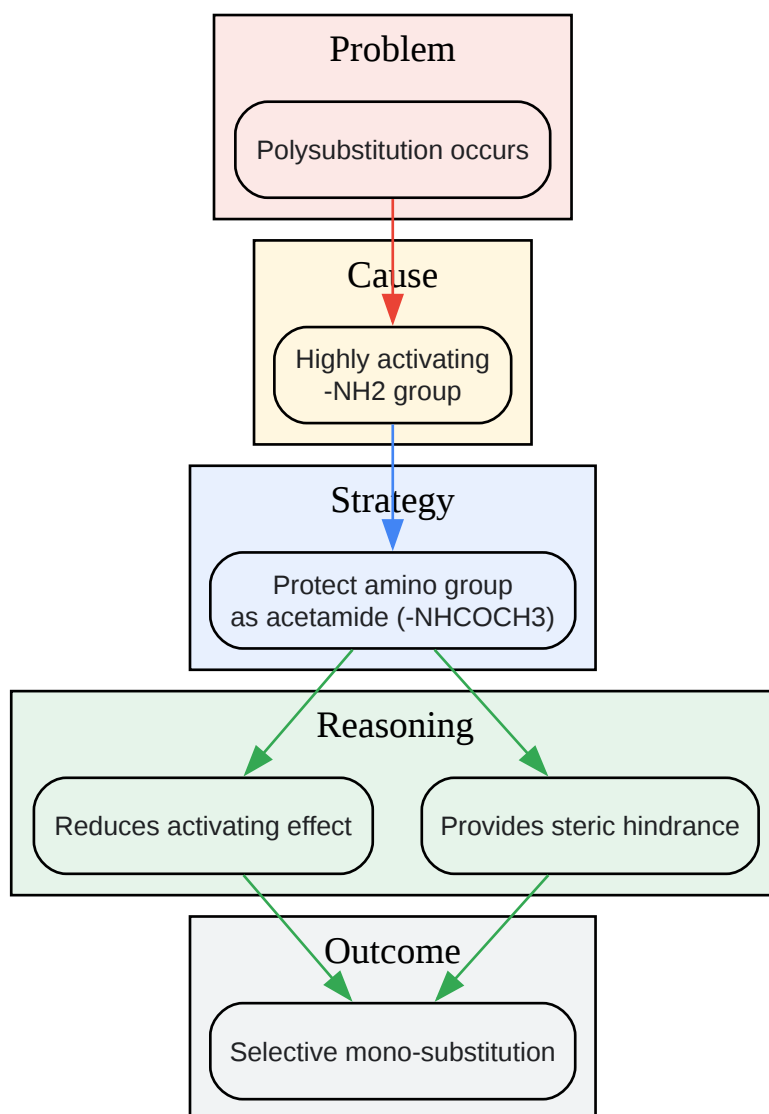 Problem
Polysubstitution occurs
Cause
Highly activating
-NH2 group
Strategy
Protect amino group
as acetamide (-NHCOCH3)
Reasoning
Reduces activating effect
Provides steric hindrance
Outcome
Selective mono-substitution